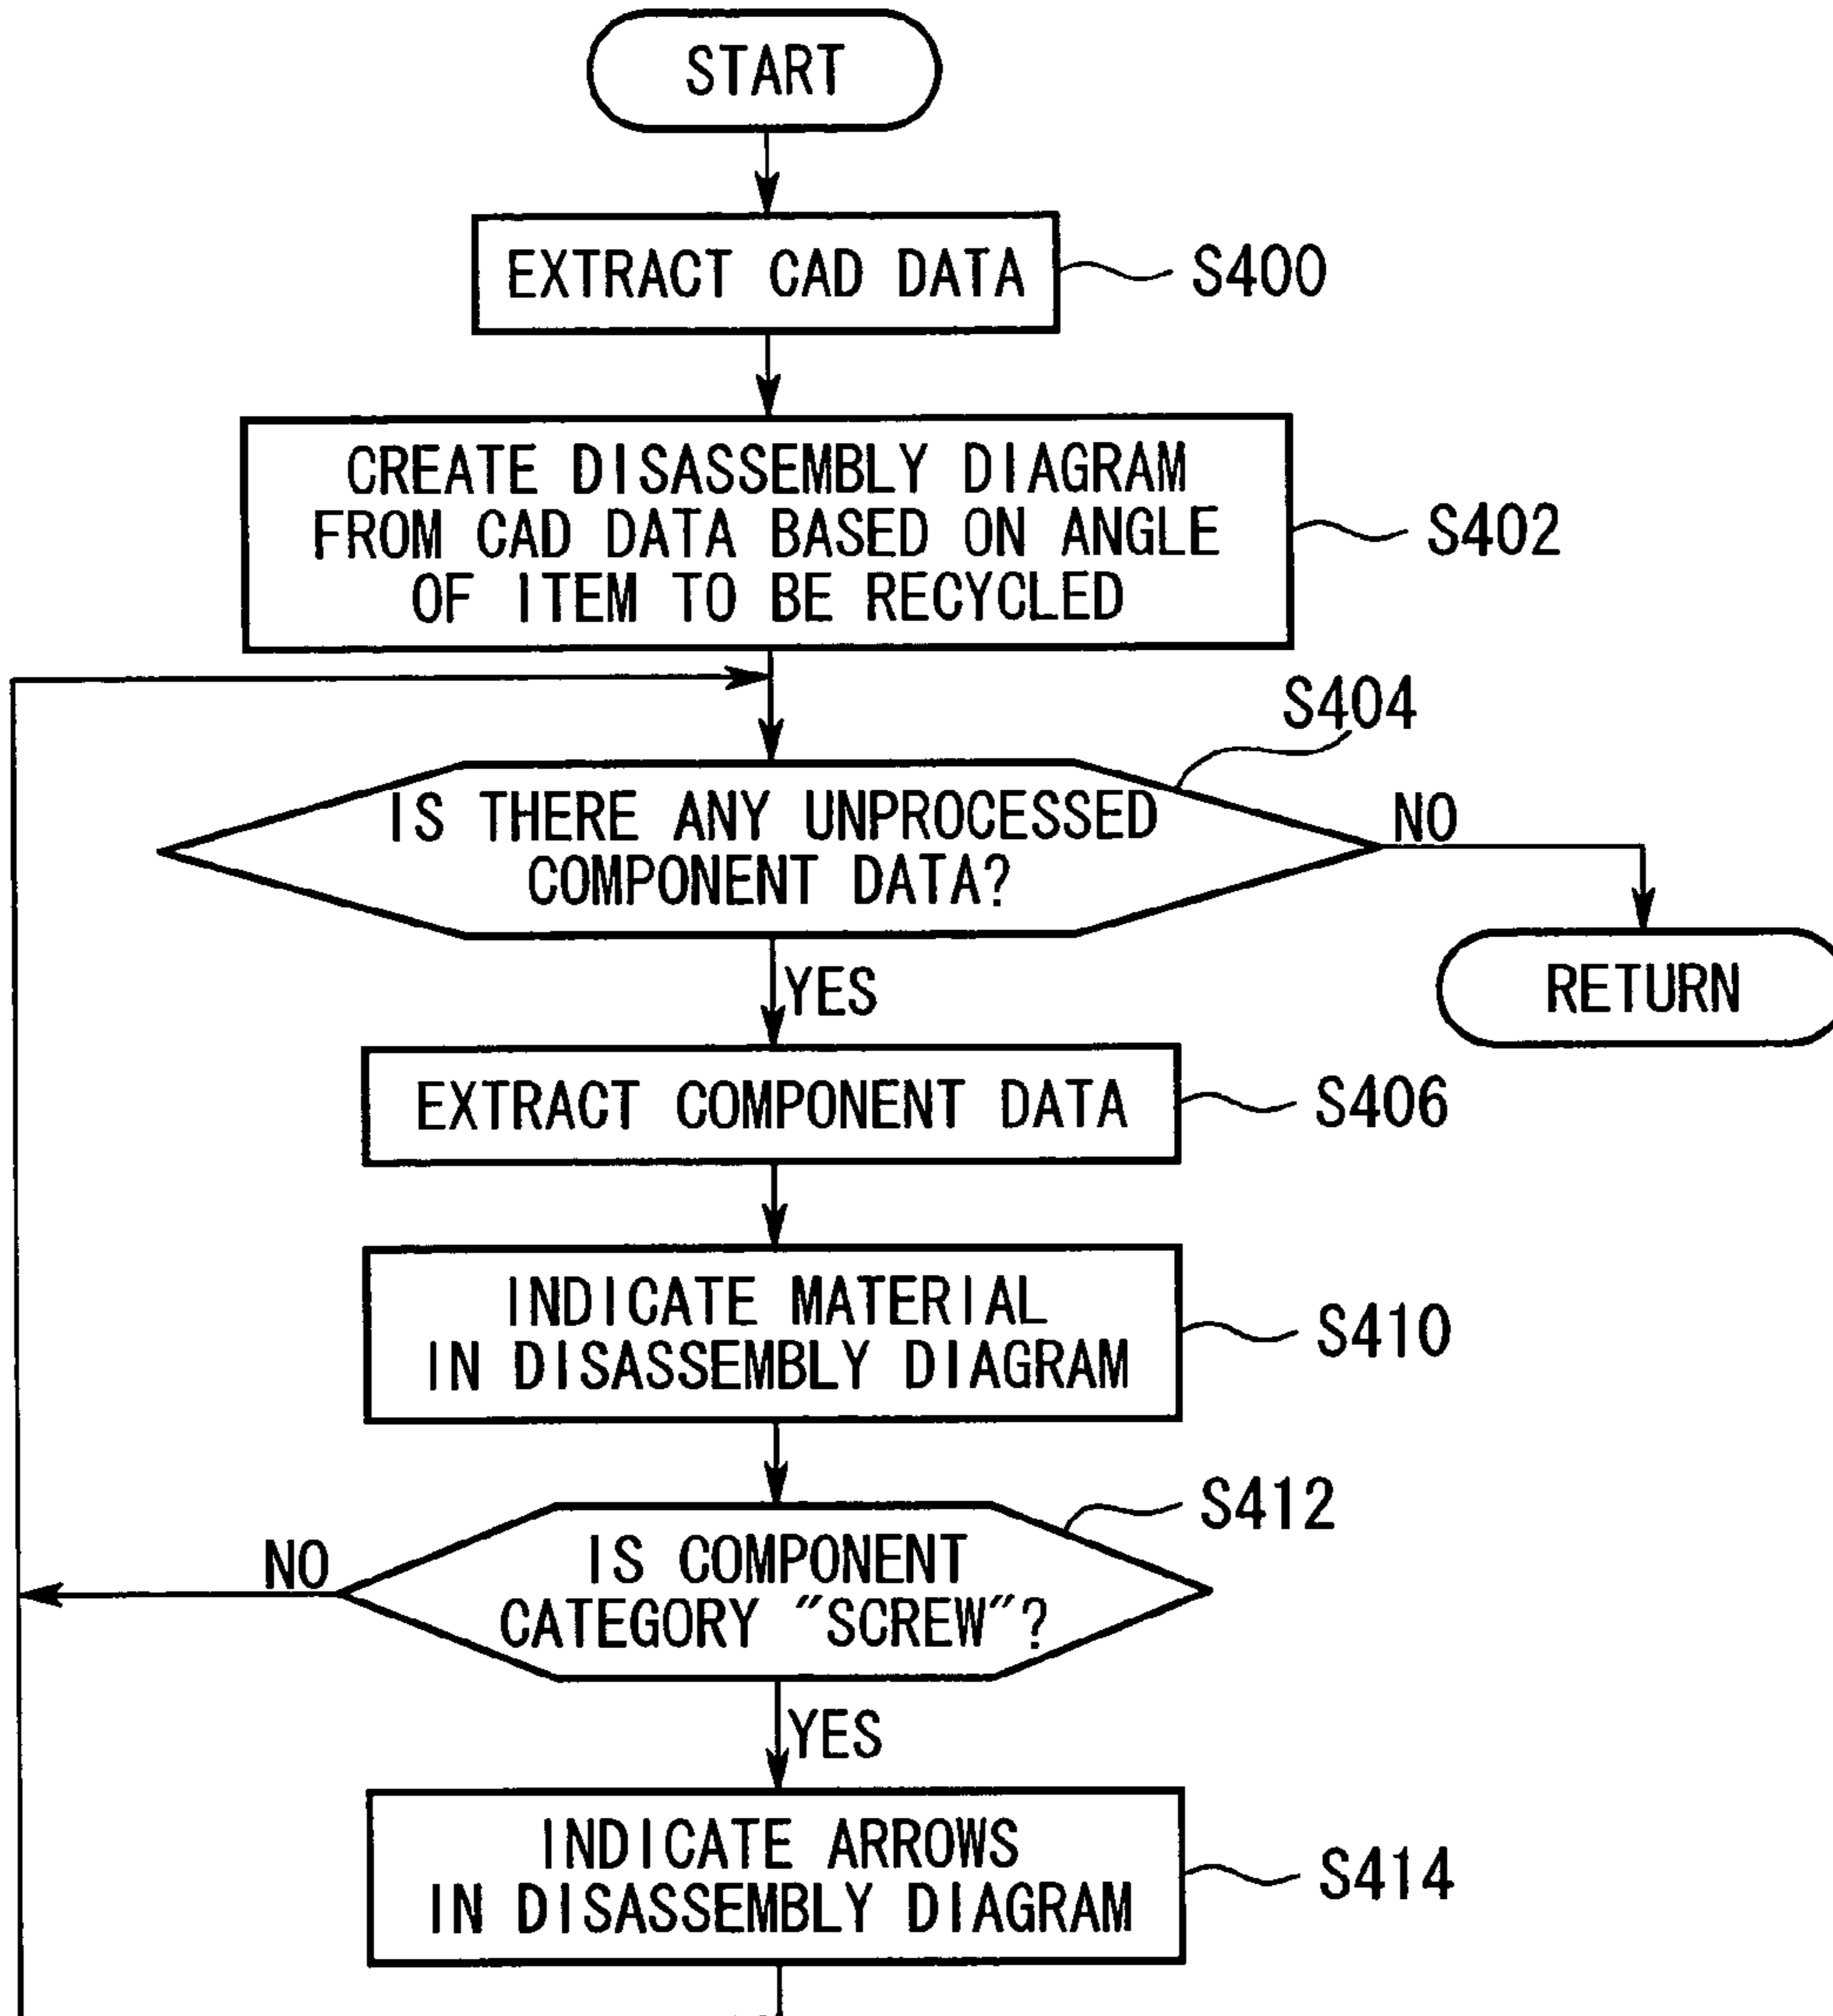 START
EXTRACT CAD DATA
S400
CREATE DISASSEMBLY DIAGRAM
FROM CAD DATA BASED ON ANGLE
OF ITEM TO BE RECYCLED
S402
S404
IS THERE ANY UNPROCESSED
COMPONENT DATA?
NO
YES
RETURN
EXTRACT COMPONENT DATA
S406
INDICATE MATERIAL
IN DISASSEMBLY DIAGRAM
S410
S412
IS COMPONENT
CATEGORY "SCREW"?
NO
YES
INDICATE ARROWS
IN DISASSEMBLY DIAGRAM
S414